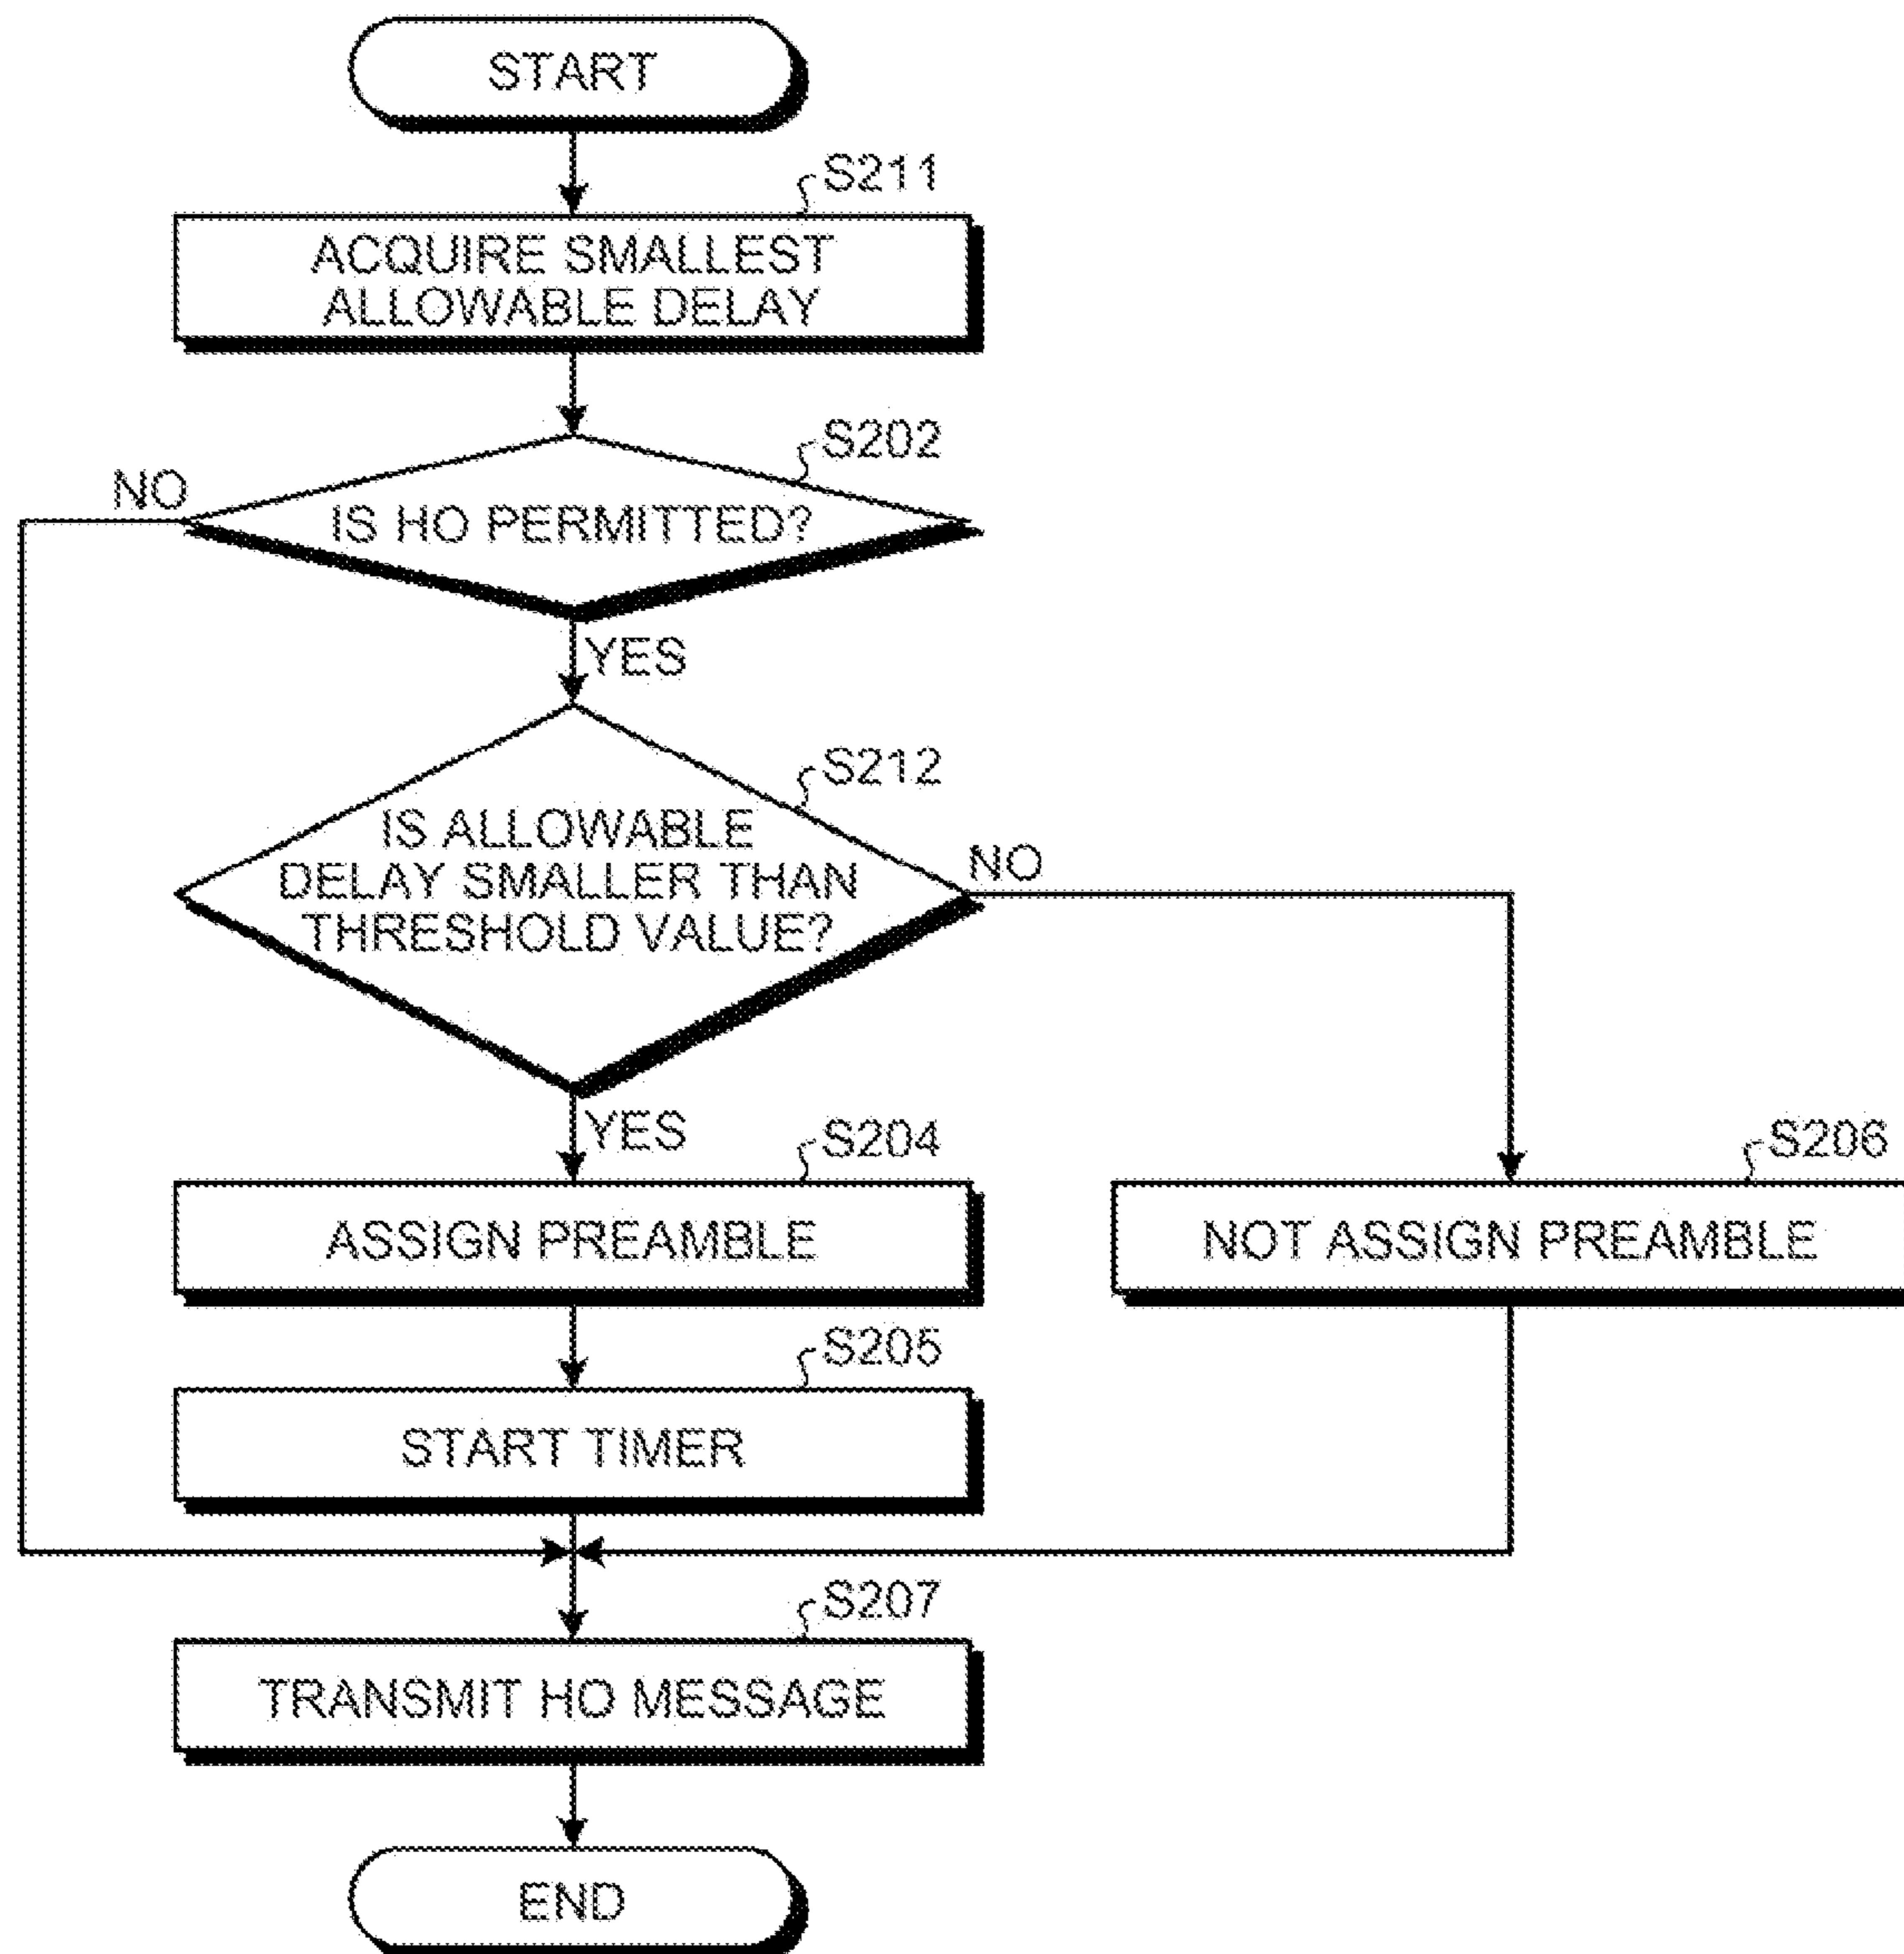 START
S211
ACQUIRE SMALLEST
ALLOWABLE DELAY
S202
NO
IS HO PERMITTED?
YES
S212
IS ALLOWABLE
DELAY SMALLER THAN
THRESHOLD VALUE?
NO
YES
S204
ASSIGN PREAMBLE
S206
NOT ASSIGN PREAMBLE
S205
START TIMER
S207
TRANSMIT HO MESSAGE
END